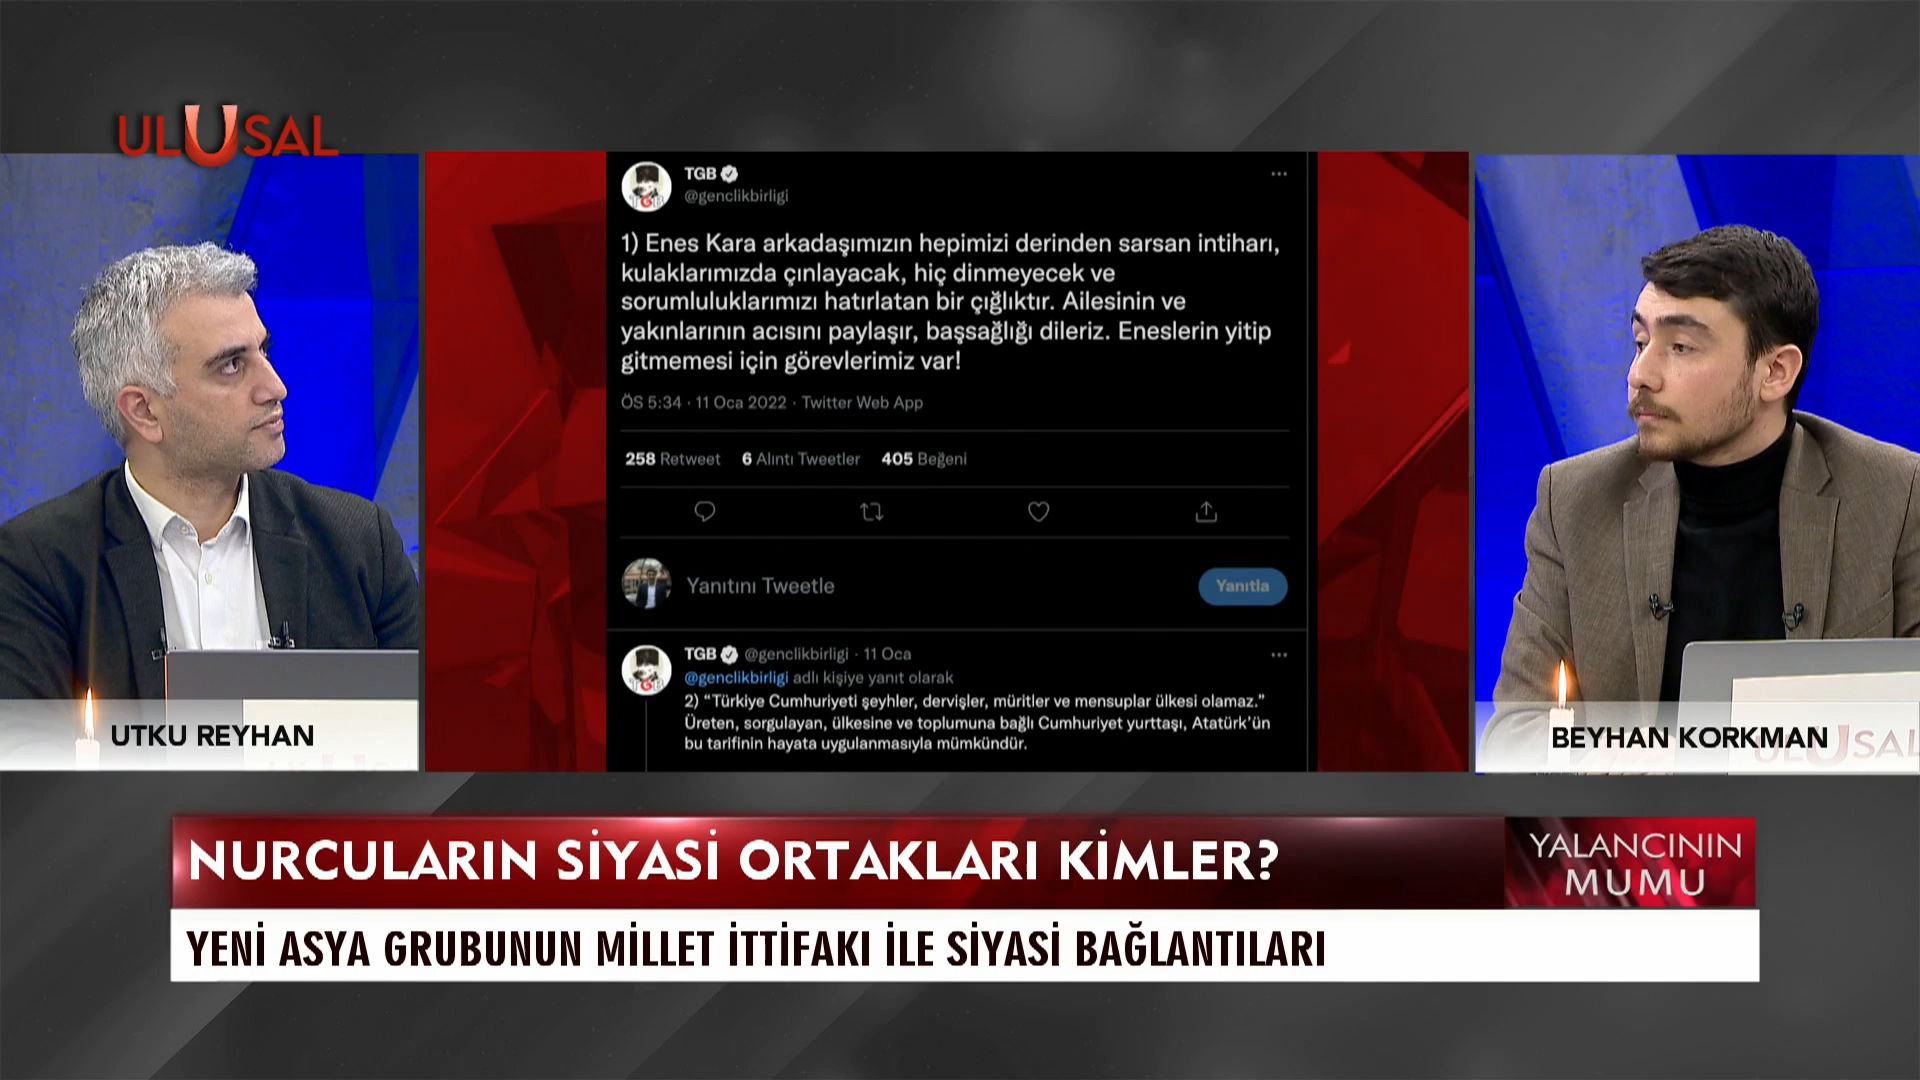 ULUSAL
TGB
@genclikbirligi
1) Enes Kara arkadaşımızın hepimizi derinden sarsan intiharı,
kulaklarımızda çınlayacak, hiç dinmeyecek ve
sorumluluklarımızı hatırlatan bir çığlıktır. Ailesinin ve
yakınlarının acısını paylaşır, başsağlığı dileriz. Eneslerin yitip
gitmemesi için görevlerimiz var!
ÖS 5:34 · 11 Oca 2022 · Twitter Web App
258 Retweet 6 Alıntı Tweetler 405 Beğeni
Yanıtını Tweetle
Yanıtla
TGB @genclikbirligi · 11 Oca
@genclikbirligi adlı kişiye yanıt olarak
2) “Türkiye Cumhuriyeti şeyhler, dervişler, müritler ve mensuplar ülkesi olamaz.”
Üreten, sorgulayan, ülkesine ve toplumuna bağlı Cumhuriyet yurttaşı, Atatürk’ün
bu tarifinin hayata uygulanmasıyla mümkündür.
UTKU REYHAN
BEYHAN KORKMAN
ULUSAL
NURCULARIN SİYASİ ORTAKLARI KİMLER?
YALANCININ
MUMU
YENİ ASYA GRUBUNUN MİLLET İTTİFAKI İLE SİYASİ BAĞLANTILARI